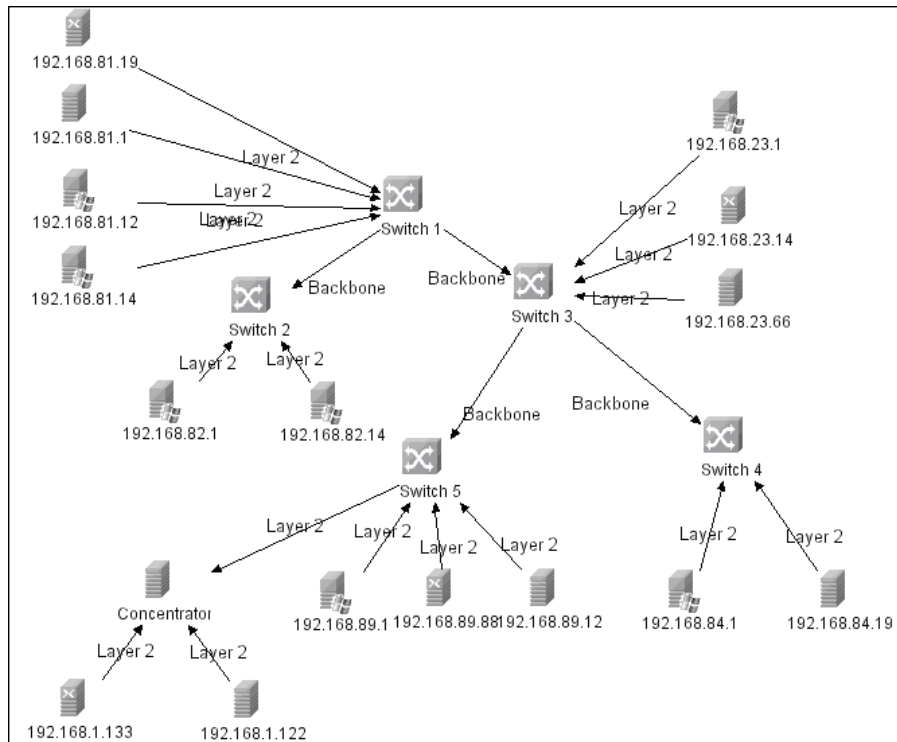 192.168.81.19
192.168.81.1
192.168.23.1
Layer 2
Layer 2
Layer 2
192.168.81.12
Layer 2
Layer 2
Switch 1
192.168.23.14
Layer 2
192.168.81.14
Backbone
Backbone
Layer 2
192.168.23.66
Switch 2
Switch 3
Layer 2
Layer 2
192.168.82.1
192.168.82.14
Backbone
Backbone
Switch 5
Switch 4
Layer 2
Layer 2
Layer 2
Layer 2
Layer 2
Layer 2
Concentrator
192.168.89.1
192.168.89.88
192.168.89.12
192.168.84.1
192.168.84.19
Layer 2
Layer 2
192.168.1.133
192.168.1.122